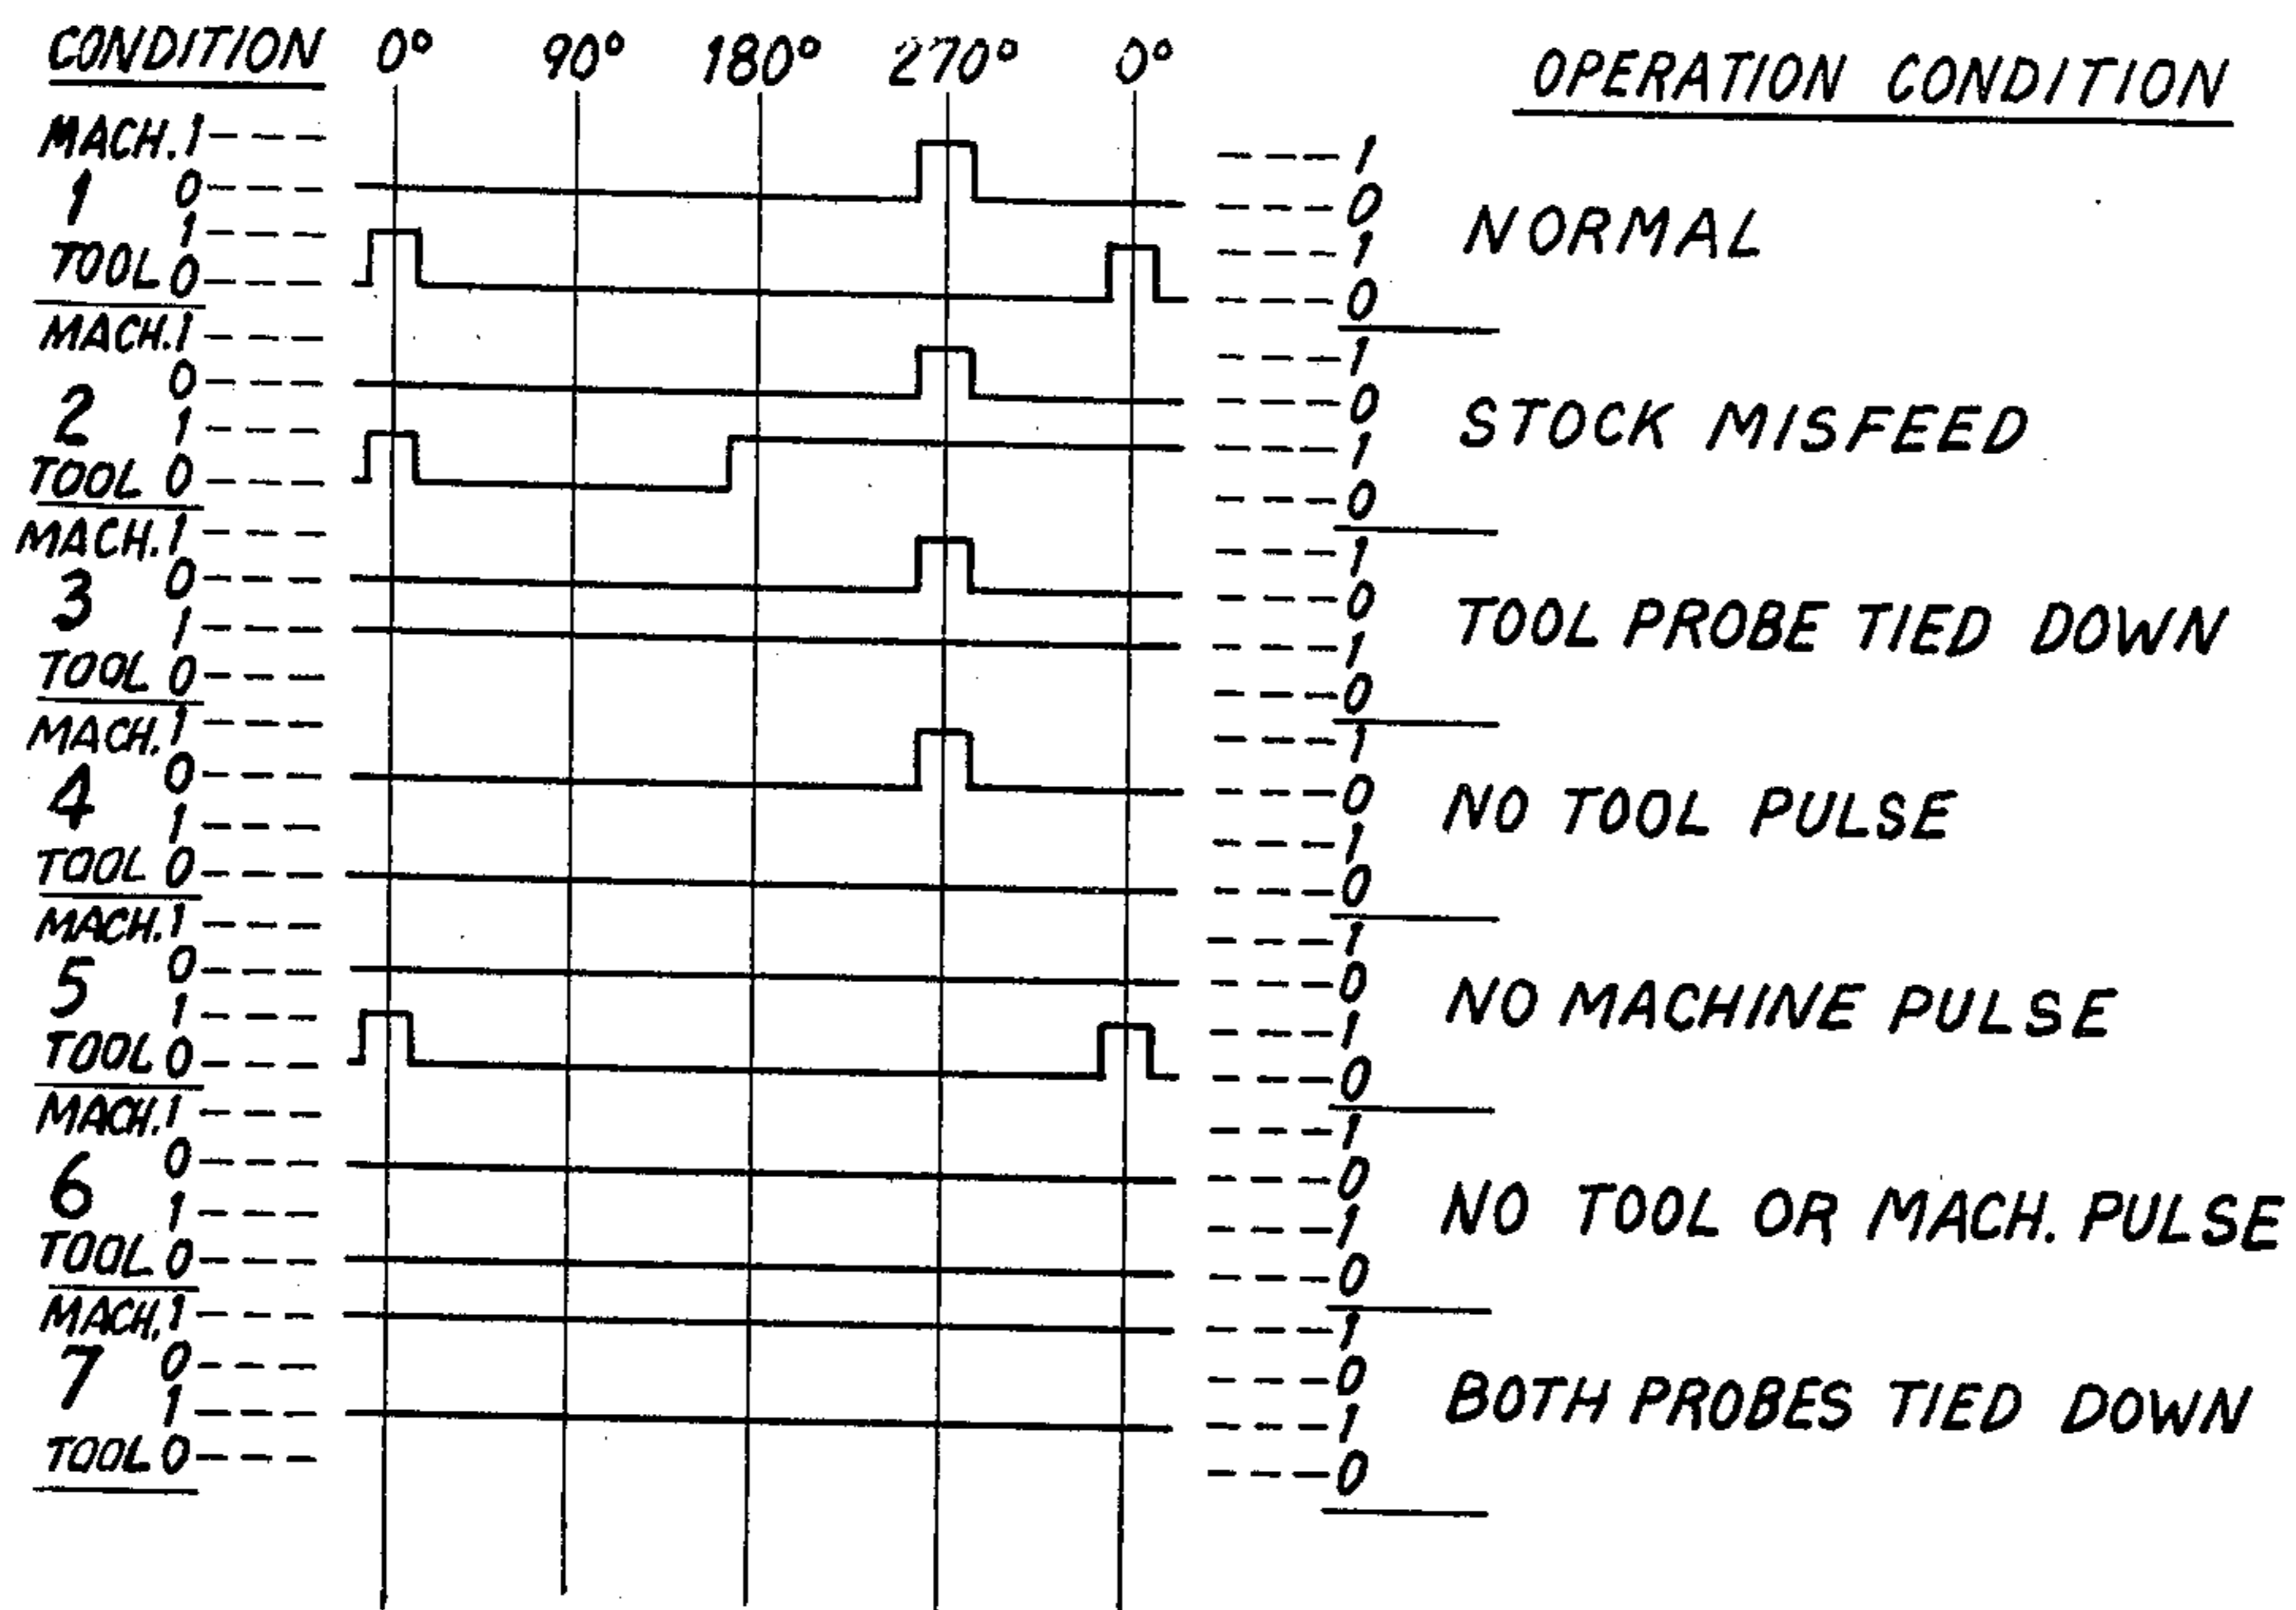 CONDITION 0° 90° 180° 270° 0° OPERATION CONDITION
MACH. 1 1
1 0 0 NORMAL
1 1
TOOL 0 0
MACH. 1 1
0 0
2 1 1 STOCK MISFEED
TOOL 0 0
MACH. 1 1
3 0 0 TOOL PROBE TIED DOWN
1 1
TOOL 0 0
MACH. 1 1
4 0 0 NO TOOL PULSE
1 1
TOOL 0 0
MACH. 1 1
5 0 0 NO MACHINE PULSE
1 1
TOOL 0 0
MACH. 1 1
6 0 0 NO TOOL OR MACH. PULSE
1 1
TOOL 0 0
MACH. 1 1
7 0 0 BOTH PROBES TIED DOWN
1 1
TOOL 0 0